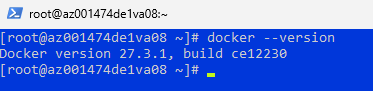 root@az001474de1va08:~
[root@az001474de1va08 ~]# docker --version
Docker version 27.3.1, build ce12230
[root@az001474de1va08 ~]#